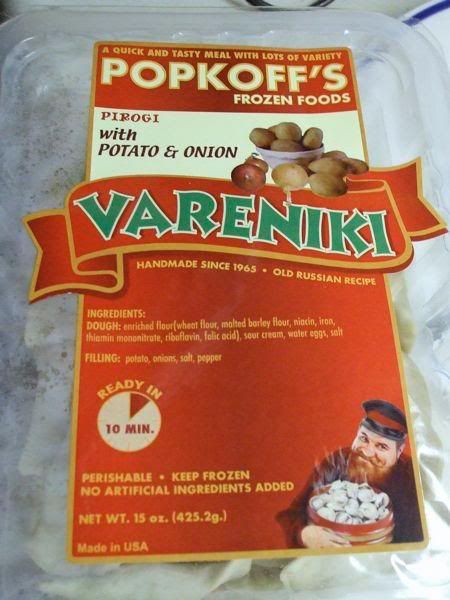 A QUICK AND TASTY MEAL WITH LOTS OF VARIETY
POPKOFF'S
FROZEN FOODS
PIROGI
with
POTATO & ONION
VARENIKI
HANDMADE SINCE 1965 • OLD RUSSIAN RECIPE
INGREDIENTS:
DOUGH: enriched flour(wheat flour, malted barley flour, niacin, iron,
thiamin mononitrate, riboflavin, folic acid), sour cream, water eggs, salt
FILLING: potato, onions, salt, pepper
READY IN
10 MIN.
PERISHABLE • KEEP FROZEN
NO ARTIFICIAL INGREDIENTS ADDED
NET WT. 15 oz. (425.2g.)
Made in USA